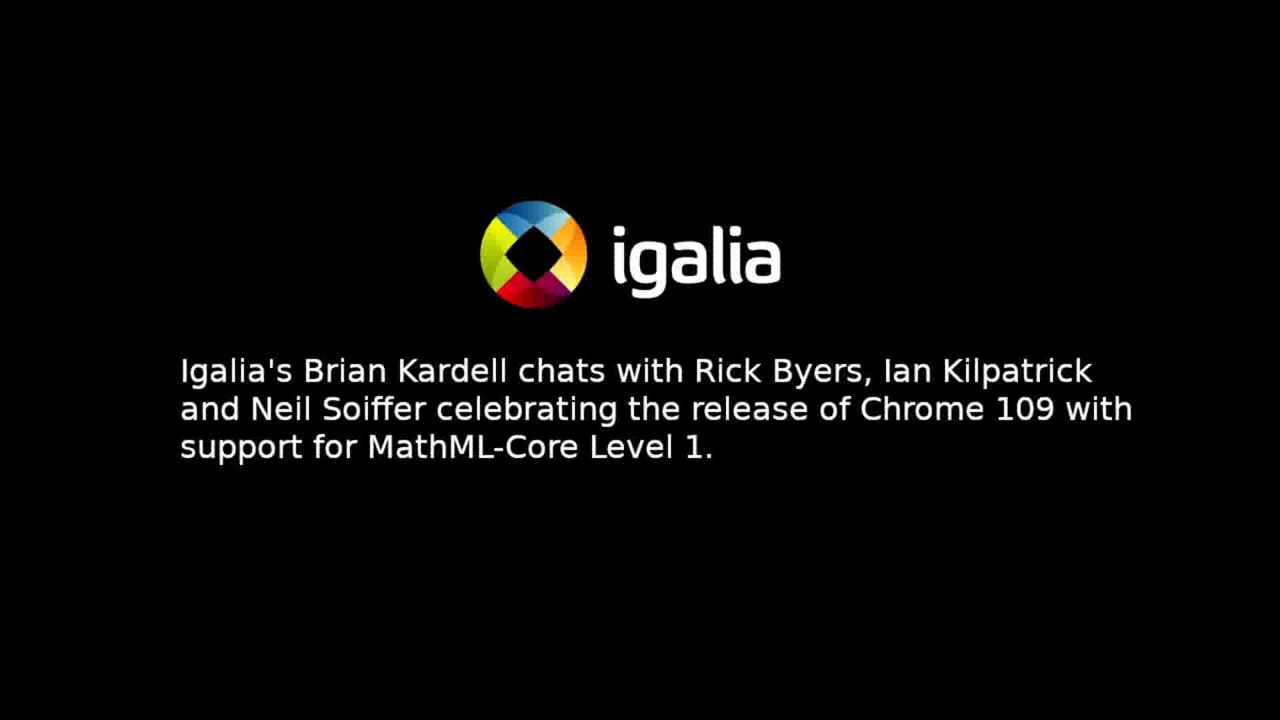 igalia
Igalia's Brian Kardell chats with Rick Byers, Ian Kilpatrick
and Neil Soiffer celebrating the release of Chrome 109 with
support for MathML-Core Level 1.